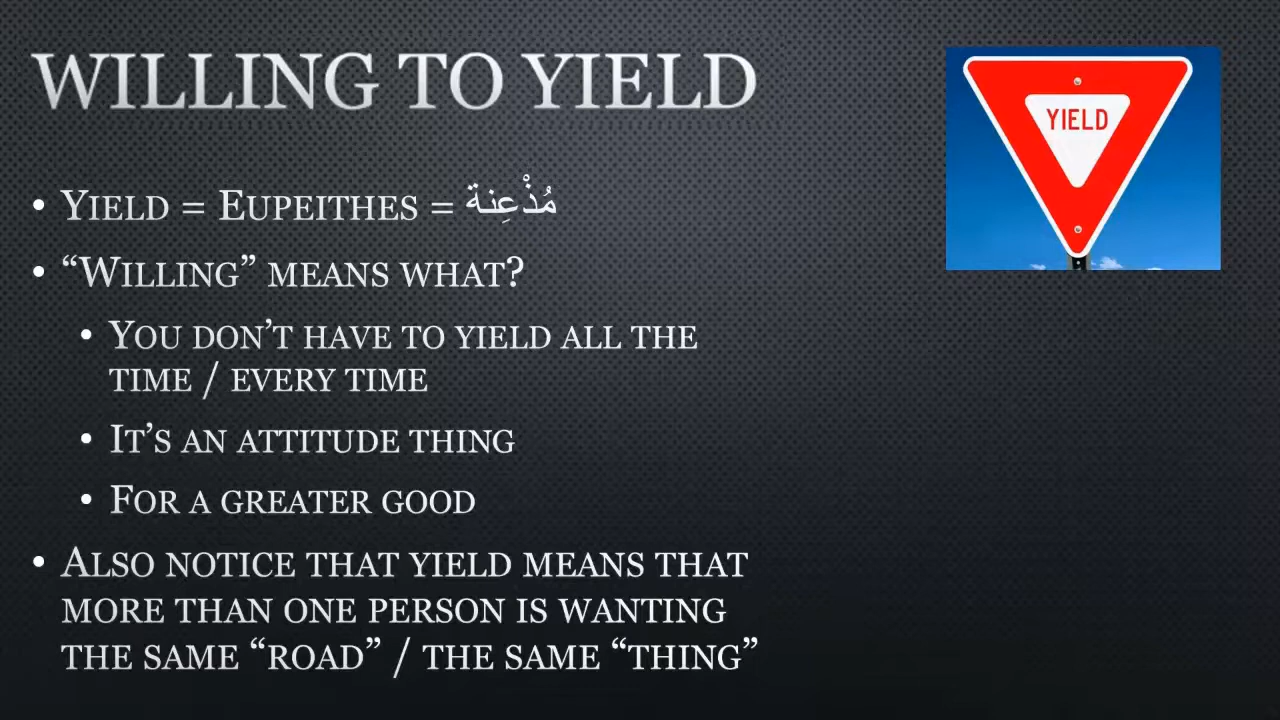 WILLING TO YIELD
YIELD
• YIELD = EUPEITHES = مُذْعِنة
• “WILLING” MEANS WHAT?
• YOU DON’T HAVE TO YIELD ALL THE
TIME / EVERY TIME
• IT’S AN ATTITUDE THING
• FOR A GREATER GOOD
• ALSO NOTICE THAT YIELD MEANS THAT
MORE THAN ONE PERSON IS WANTING
THE SAME “ROAD” / THE SAME “THING”